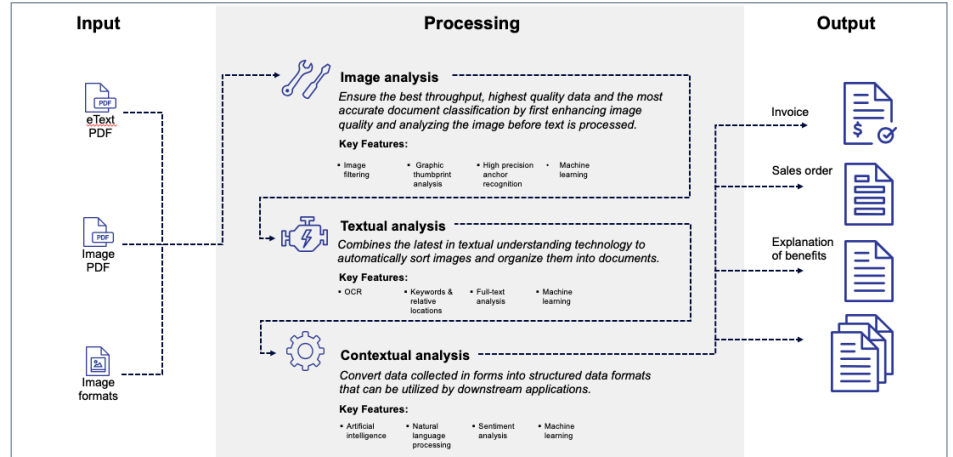 Input
Processing
Output
PDF
eText
PDF
PDF
Image
PDF
Image
formats
Image analysis
Ensure the best throughput, highest quality data and the most
accurate document classification by first enhancing image
quality and analyzing the image before text is processed.
Key Features:
▪ Image
filtering
▪ Graphic
thumbprint
analysis
▪ High precision
anchor
recognition
▪ Machine
learning
Textual analysis
Combines the latest in textual understanding technology to
automatically sort images and organize them into documents.
Key Features:
▪ OCR
▪ Keywords &
relative
locations
▪ Full-text
analysis
▪ Machine
learning
Contextual analysis
Convert data collected in forms into structured data formats
that can be utilized by downstream applications.
Key Features:
▪ Artificial
intelligence
▪ Natural
language
processing
▪ Sentiment
analysis
▪ Machine
learning
Invoice
$
Sales order
Explanation
of benefits